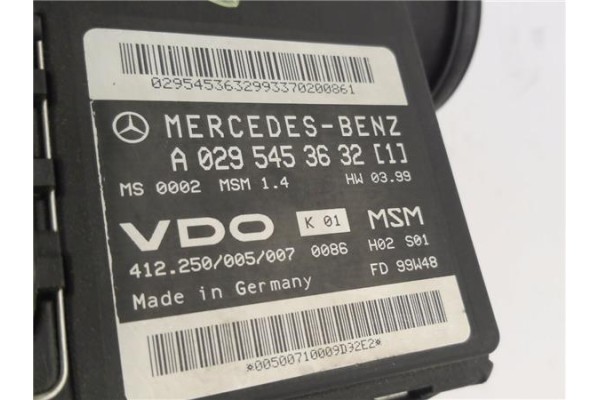 0295453632993370200861
MERCEDES-BENZ
A 029 545 36 32 [1]
MS 0002 MSM 1.4 HW 03.99
VDO K 01 MSM
412.250/005/007 0086 H02 S01
Made in Germany FD 99W48
*00500710009D32E2*